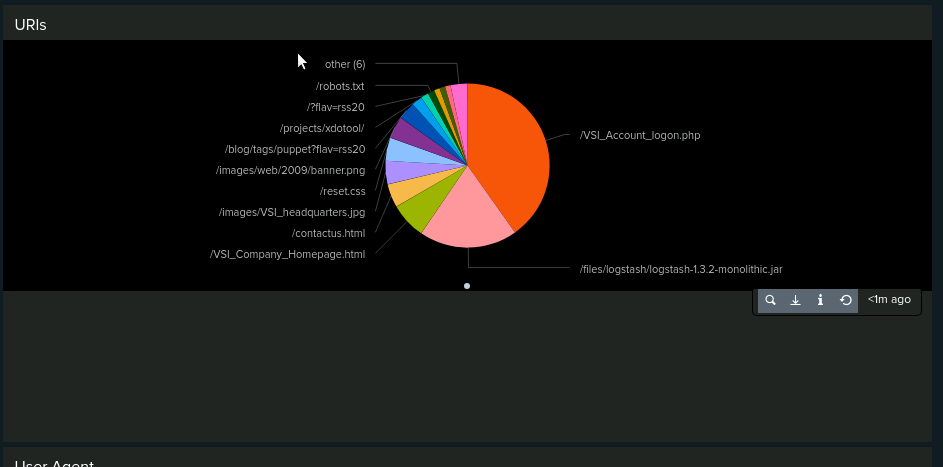 URIs
other (6)
/robots.txt
/?flav=rss20
/projects/xdotool/
/VSI_Account_logon.php
/blog/tags/puppet?flav=rss20
/images/web/2009/banner.png
/reset.css
/images/VSI_headquarters.jpg
/contactus.html
/VSI_Company_Homepage.html
/files/logstash/logstash-1.3.2-monolithic.jar
<1m ago
User Agent